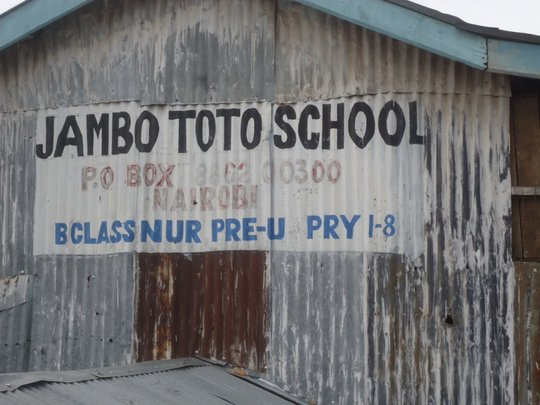 JAMBO TOTO SCHOOL
P.O BOX 00300
NAIROBI
BCLASS NUR PRE-U PRY 1-8